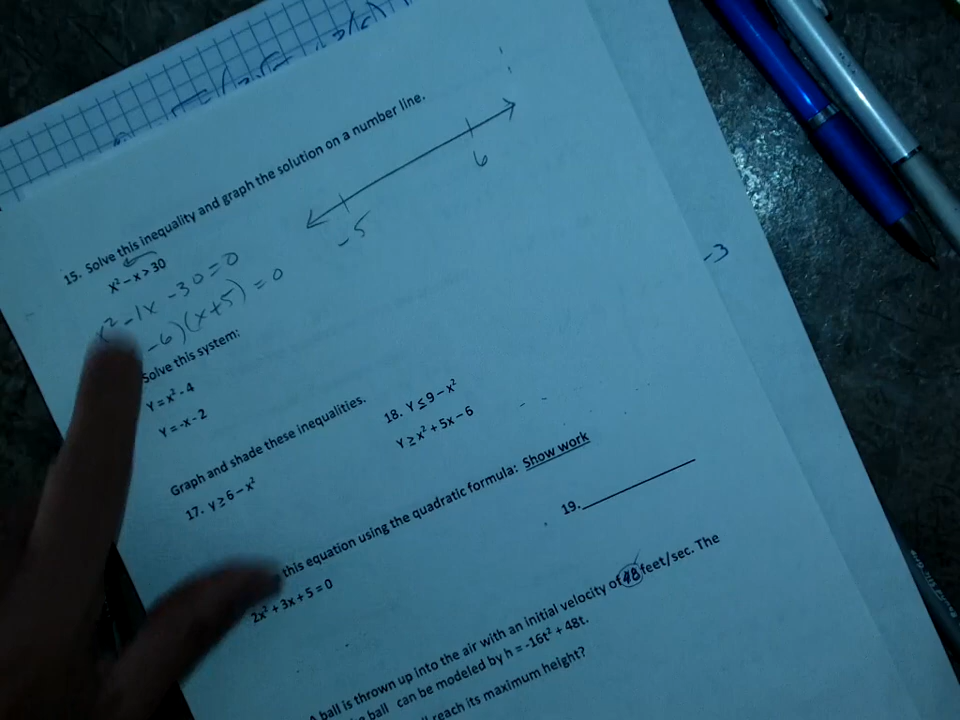 15. Solve this inequality and graph the solution on a number line.
x² - x > 30
-5
6
x² - 1x - 30 = 0
-6)(x+5) = 0
-3
Solve this system:
Y = x² - 4
Y = -x - 2
Graph and shade these inequalities.
17. y ≥ 6 - x²
18. Y ≤ 9 - x²
Y ≥ x² + 5x - 6
this equation using the quadratic formula: Show work
2x² + 3x + 5 = 0
19.
A ball is thrown up into the air with an initial velocity of 48 feet/sec. The
ball can be modeled by h = -16t² + 48t.
reach its maximum height?